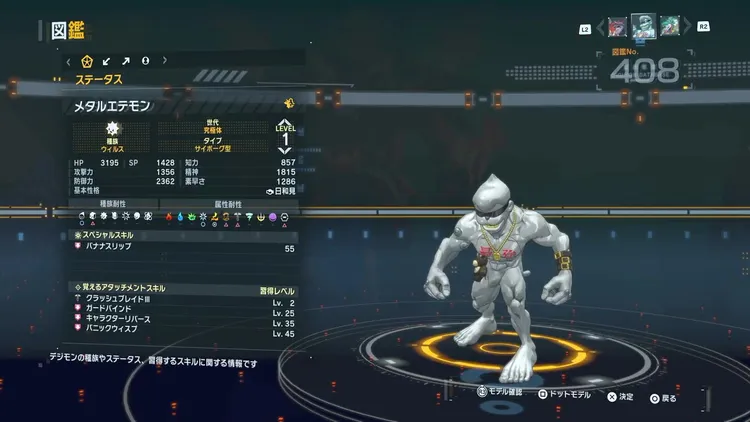 図鑑
L2
R2
図鑑No.
408
ステータス
メタルエテモン
種族
ウィルス
世代
究極体
タイプ
サイボーグ型
LEVEL
1
HP 3195 SP 1428 知力 857
攻撃力 1356 精神 1815
防御力 2362 素早さ 1286
基本性格 日和見
種族耐性 属性耐性
スペシャルスキル
バナナスリップ 55
覚えるアタッチメントスキル 習得レベル
クラッシュブレイドIII Lv. 2
ガードバインド Lv. 25
キャラクターリバース Lv. 35
パニックウィスプ Lv. 45
デジモンの種族やステータス、習得するスキルに関する情報です
モデル確認 ドットモデル 決定 戻る